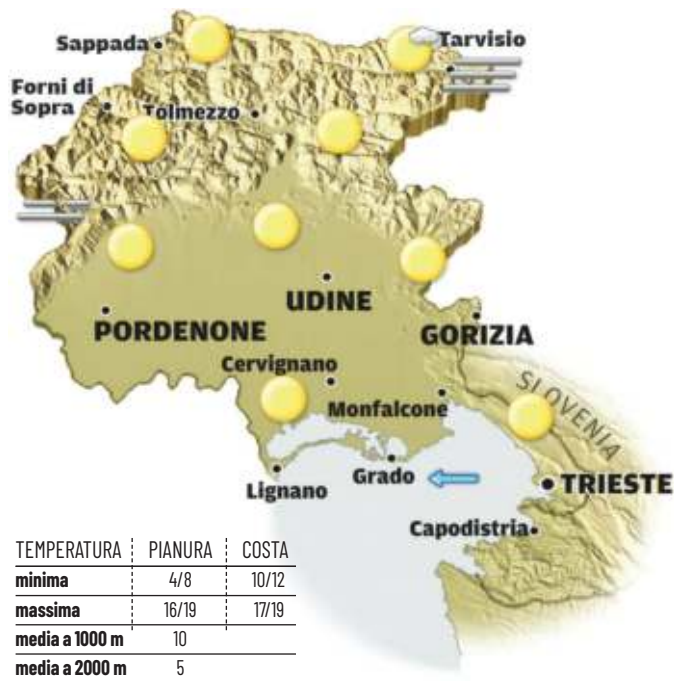 Sappada
Tarvisio
Forni di
Sopra
Tolmezzo
UDINE
PORDENONE
GORIZIA
Cervignano
SLOVENIA
Monfalcone
Grado
Lignano
TRIESTE
Capodistria
TEMPERATURA PIANURA COSTA
minima 4/8 10/12
massima 16/19 17/19
media a 1000 m 10
media a 2000 m 5